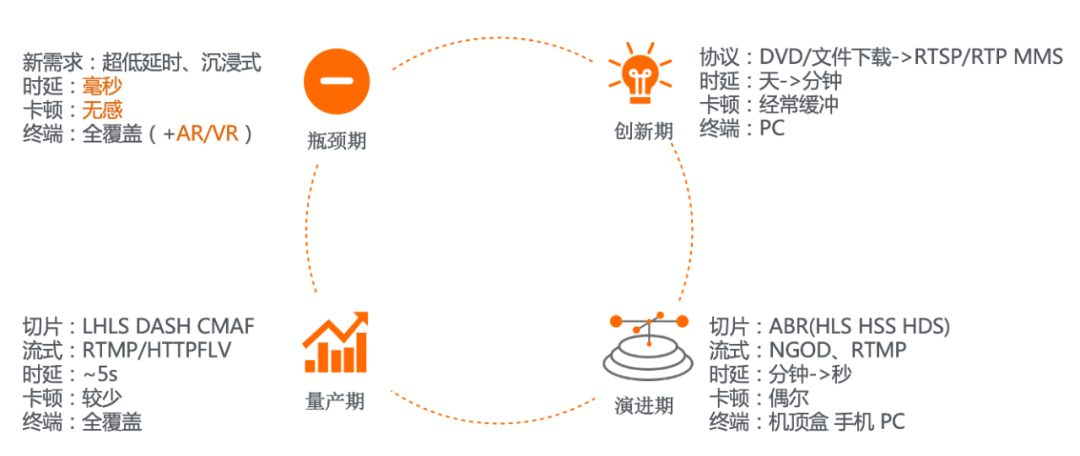 新需求：超低延时、沉浸式
时延：毫秒
卡顿：无感
终端：全覆盖（+AR/VR）
瓶颈期
协议：DVD/文件下载->RTSP/RTP MMS
时延：天->分钟
卡顿：经常缓冲
终端：PC
创新期
切片：LHLS DASH CMAF
流式：RTMP/HTTPFLV
时延：~5s
卡顿：较少
终端：全覆盖
量产期
切片：ABR(HLS HSS HDS)
流式：NGOD、RTMP
时延：分钟->秒
卡顿：偶尔
终端：机顶盒 手机 PC
演进期